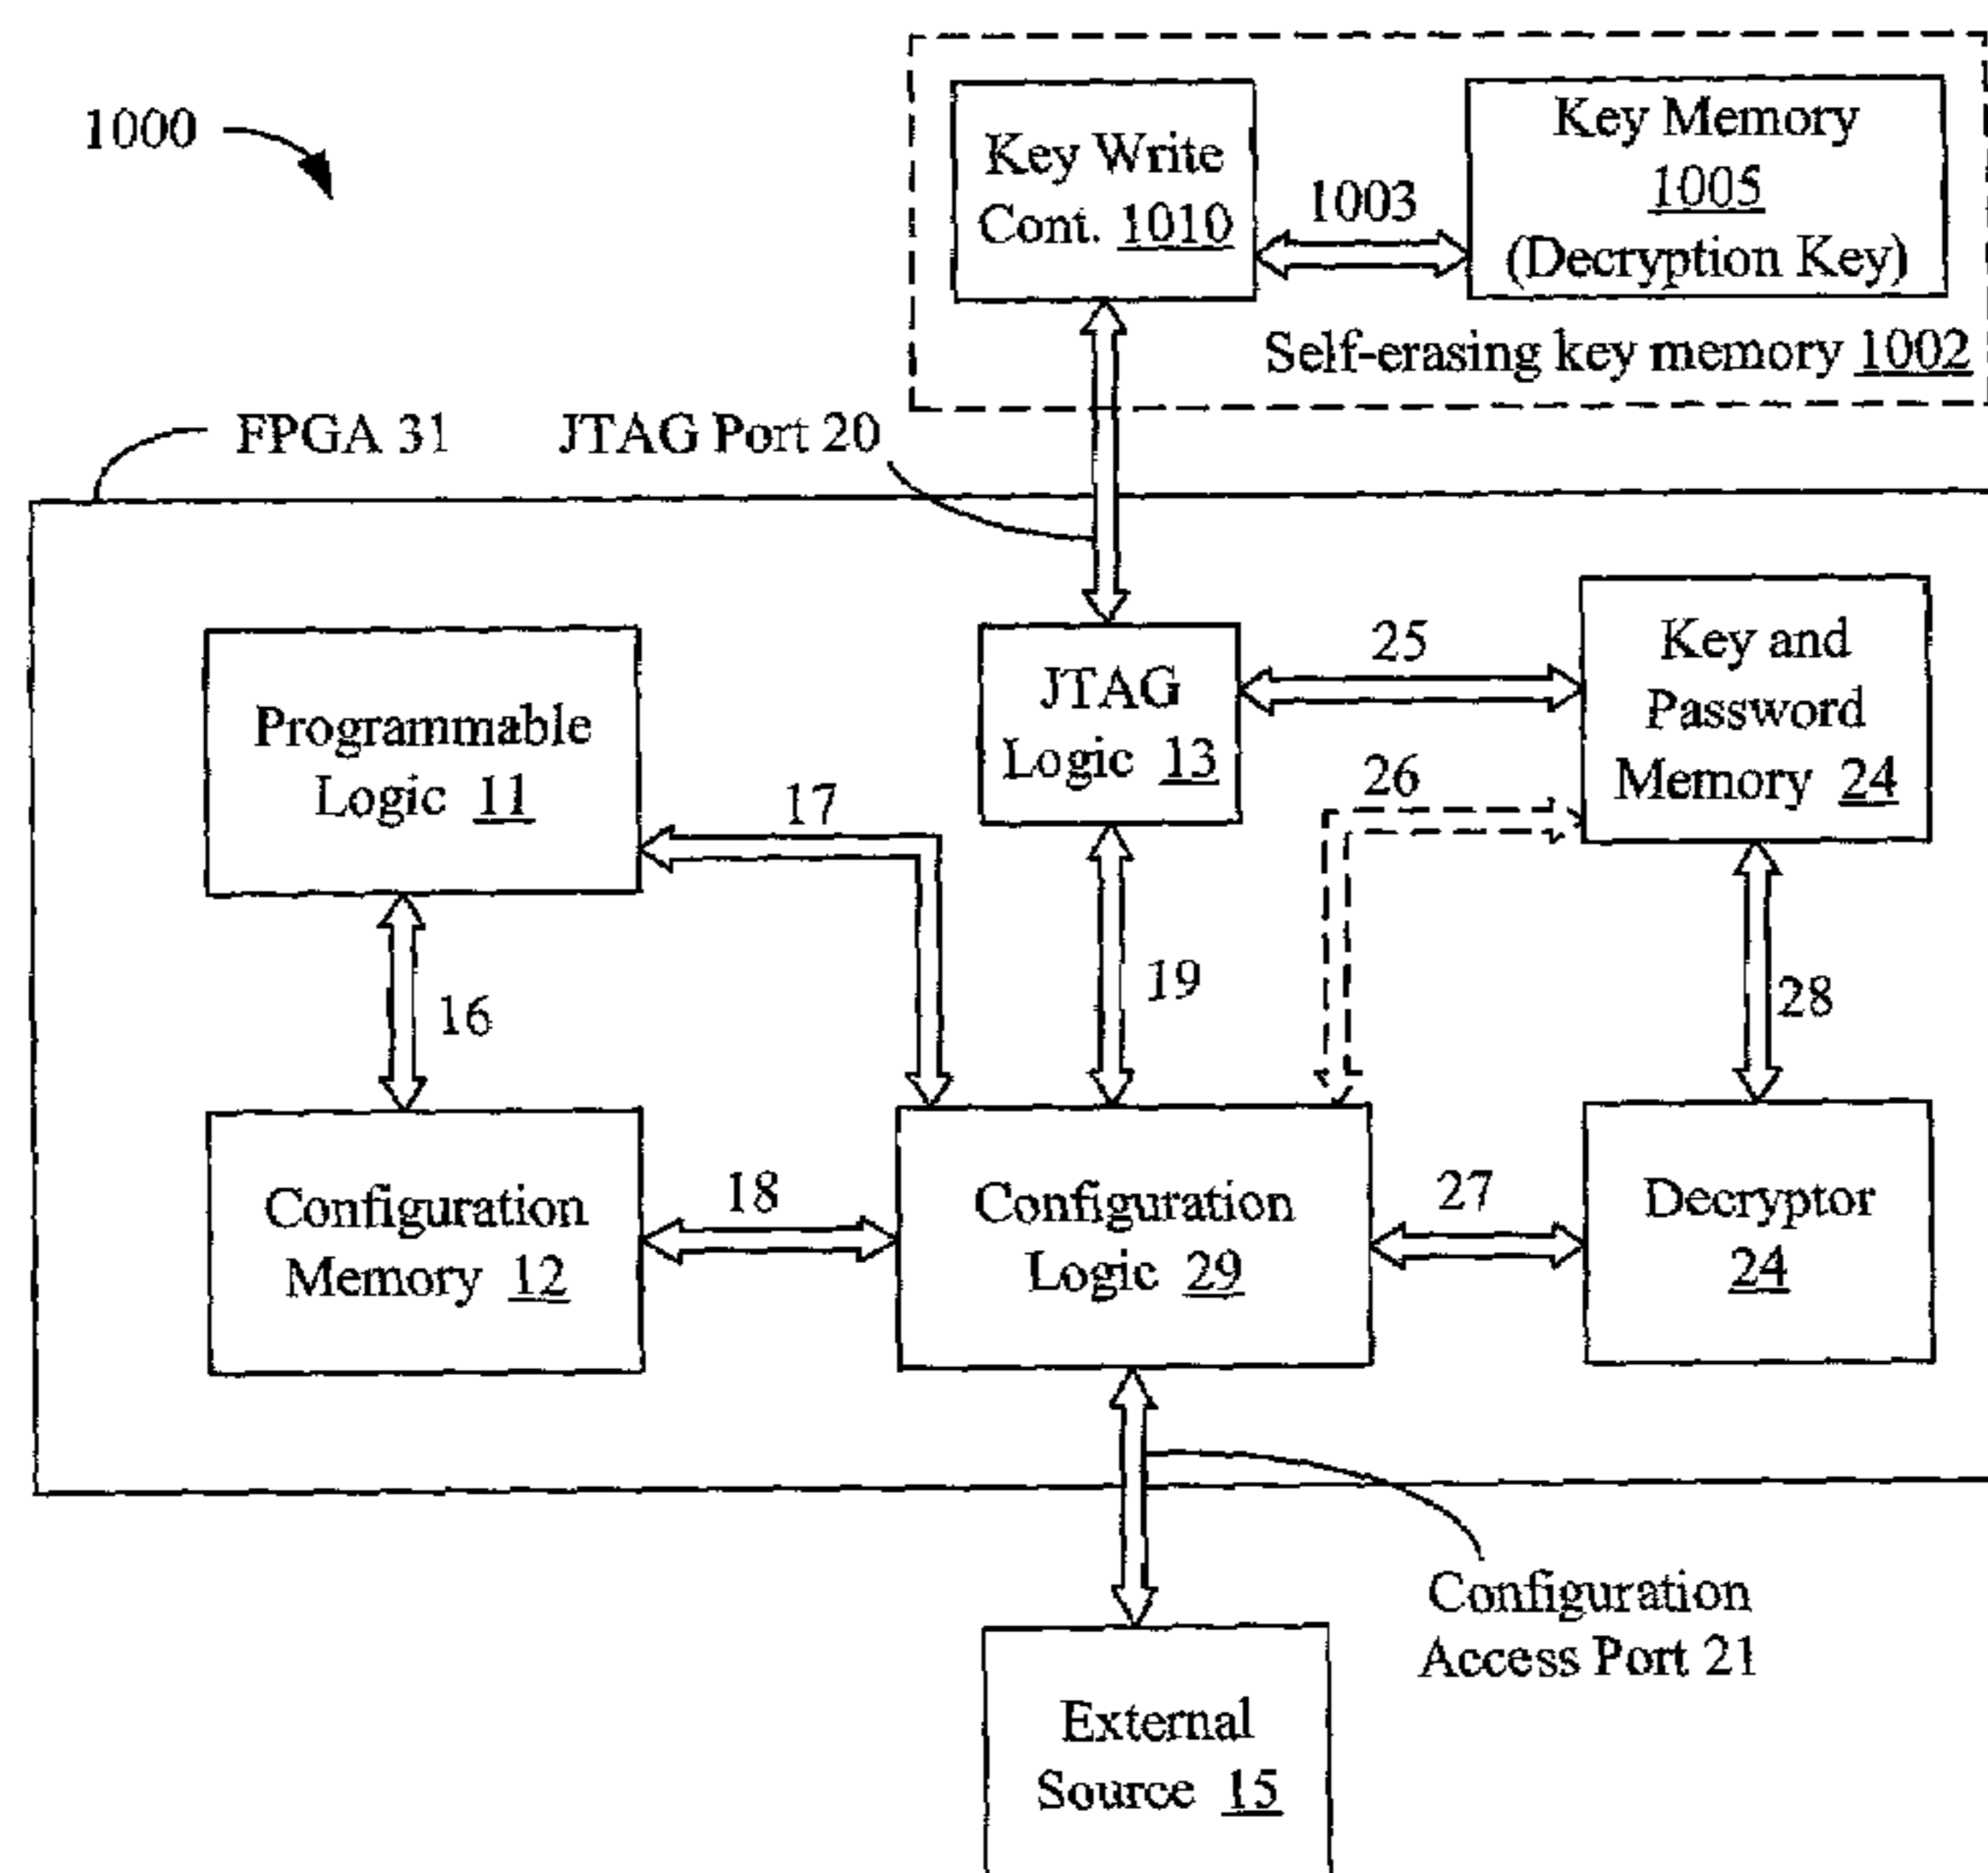 1000
Key Write
Cont. 1010
1003
Key Memory
1005
(Decryption Key)
Self-erasing key memory 1002
FPGA 31
JTAG Port 20
Programmable
Logic 11
JTAG
Logic 13
25
Key and
Password
Memory 24
17
26
16
19
28
Configuration
Memory 12
18
Configuration
Logic 29
27
Decryptor
24
Configuration
Access Port 21
External
Source 15